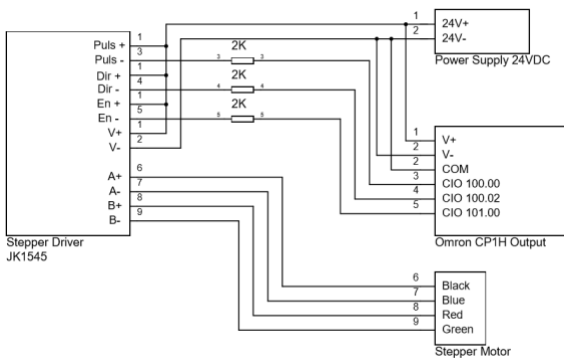 1 Puls +
3 Puls - 3 2K 3
1 Dir +
4 Dir - 4 2K 4
1 En +
5 En - 5 2K 5
1 V+
2 V-
6 A+
7 A-
8 B+
9 B-
Stepper Driver
JK1545
1 24V+
2 24V-
Power Supply 24VDC
1 V+
2 V-
2 COM
3 CIO 100.00
4 CIO 100.02
5 CIO 101.00
Omron CP1H Output
6 Black
7 Blue
8 Red
9 Green
Stepper Motor